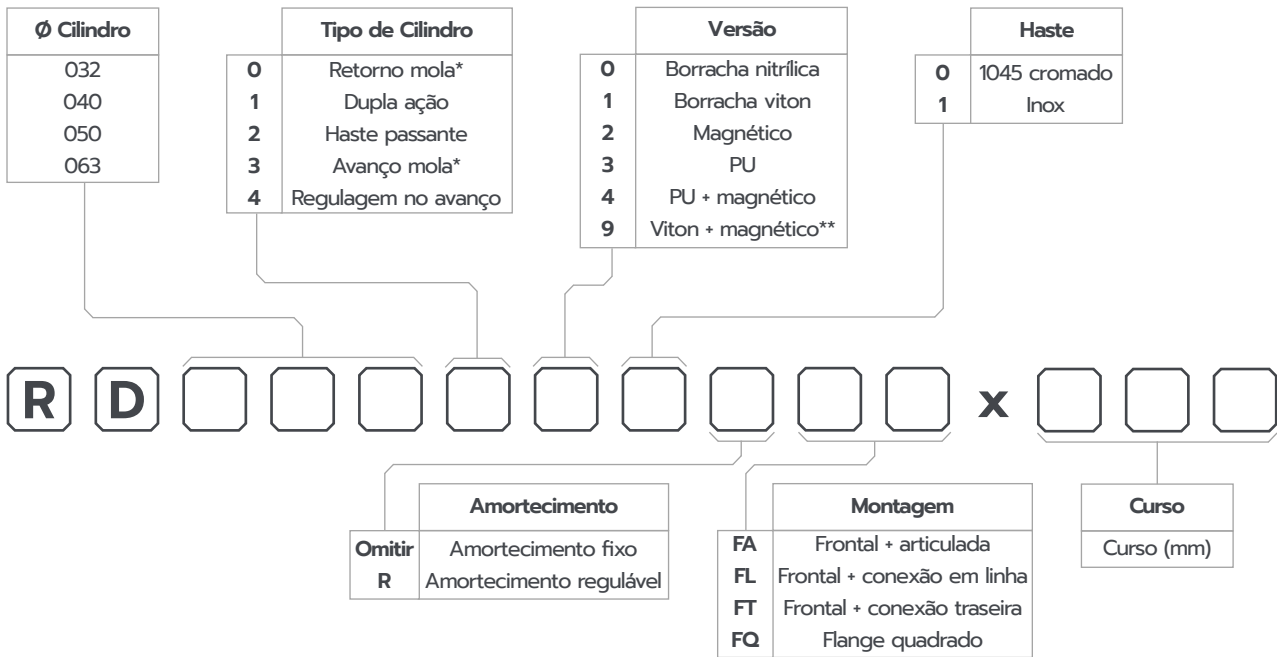 Ø Cilindro
032
040
050
063
Tipo de Cilindro
0 Retorno mola*
1 Dupla ação
2 Haste passante
3 Avanço mola*
4 Regulagem no avanço
Versão
0 Borracha nitrílica
1 Borracha viton
2 Magnético
3 PU
4 PU + magnético
9 Viton + magnético**
Haste
0 1045 cromado
1 Inox
R D x
Amortecimento
Omitir Amortecimento fixo
R Amortecimento regulável
Montagem
FA Frontal + articulada
FL Frontal + conexão em linha
FT Frontal + conexão traseira
FQ Flange quadrado
Curso
Curso (mm)